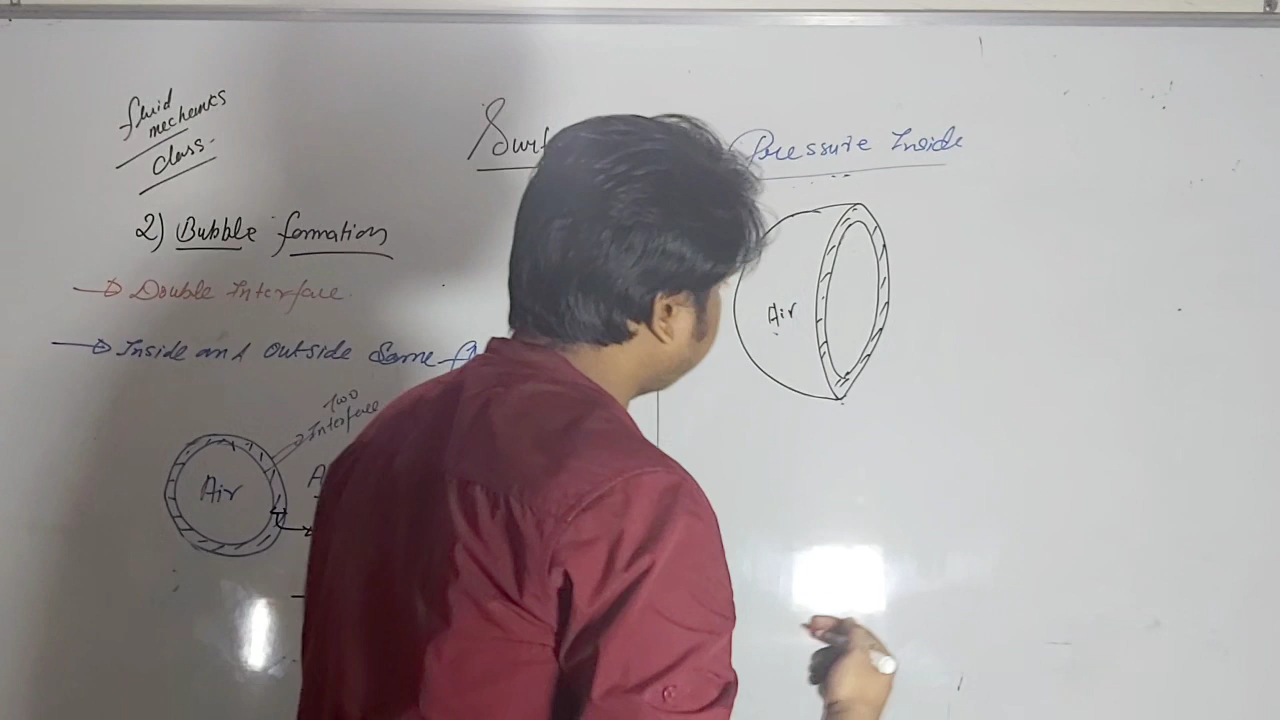 fluid
mechanics
class-
Surf
Pressure Inside
2) Bubble formation
→ Double Interface.
→ Inside and outside Same
Two
Interface
Air
A
Air